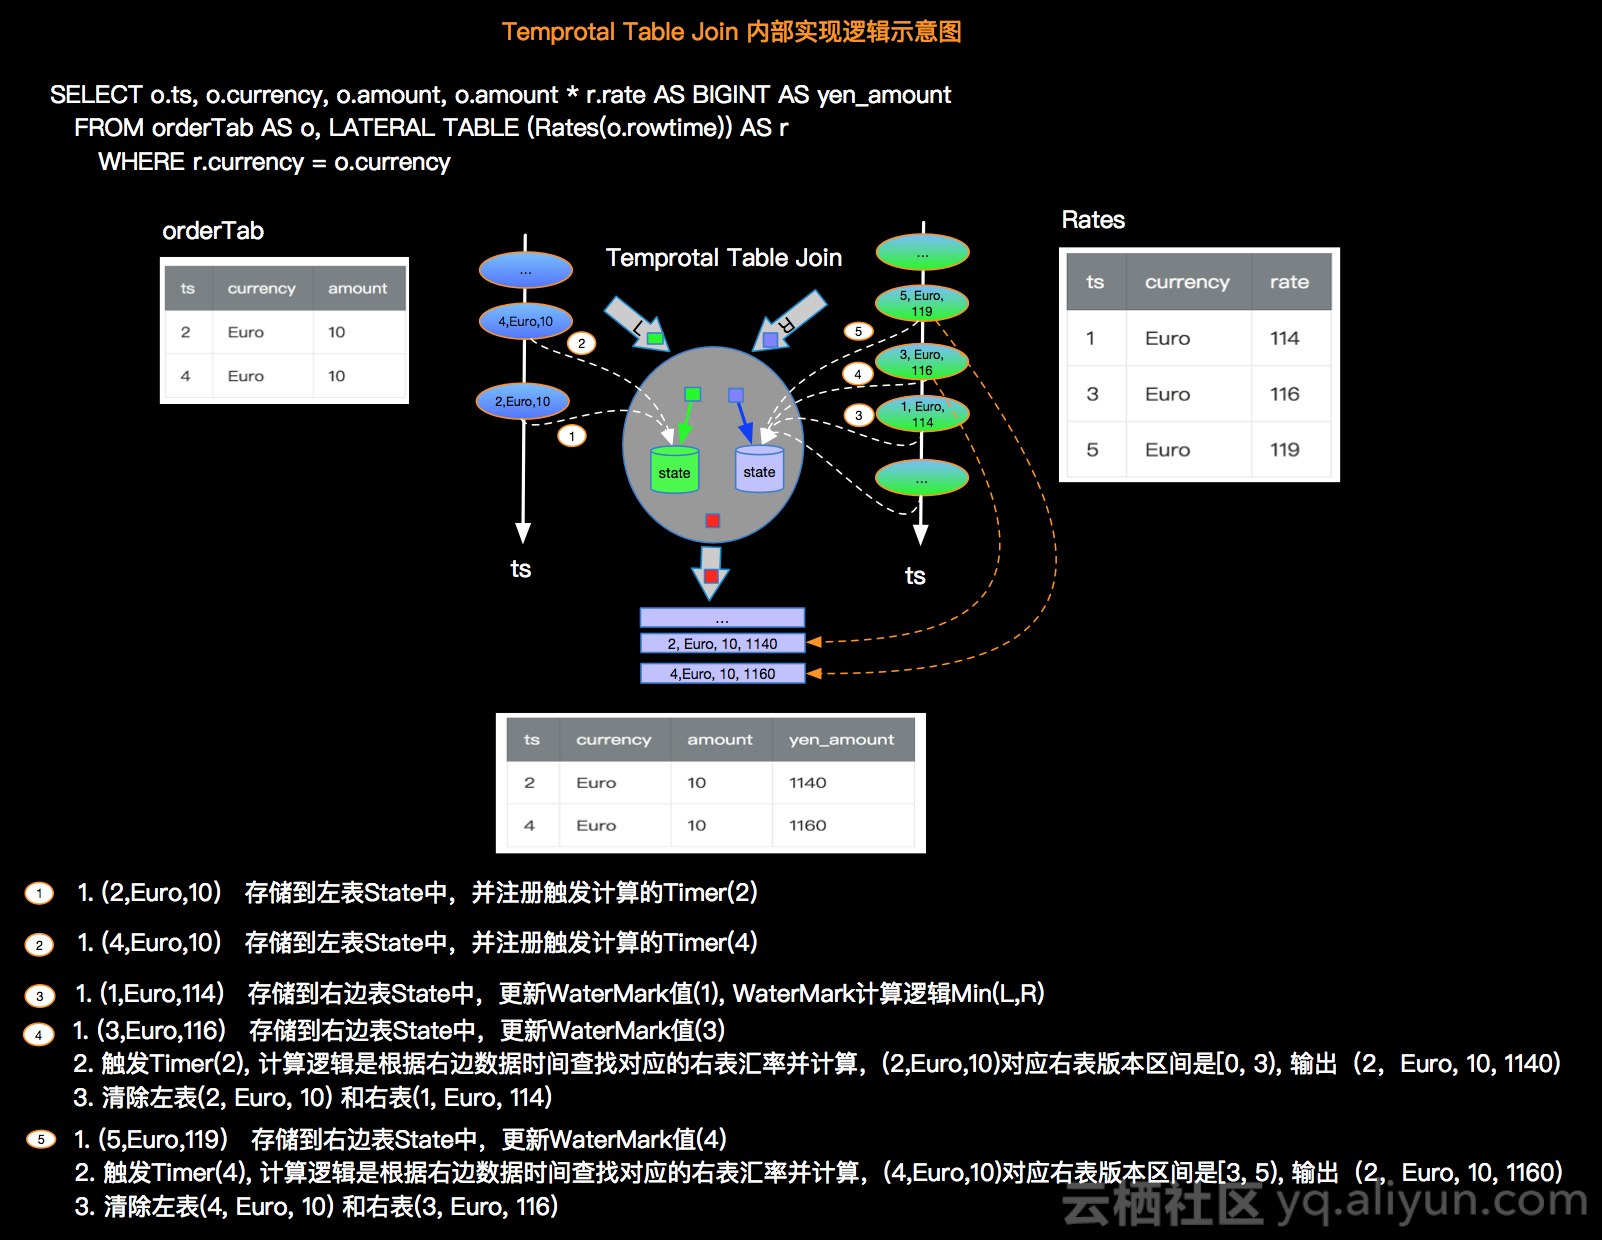 Temprotal Table Join 内部实现逻辑示意图
SELECT o.ts, o.currency, o.amount, o.amount * r.rate AS BIGINT AS yen_amount
FROM orderTab AS o, LATERAL TABLE (Rates(o.rowtime)) AS r
WHERE r.currency = o.currency
orderTab
ts currency amount
2 Euro 10
4 Euro 10
...
4,Euro,10
2,Euro,10
ts
2
1
Temprotal Table Join
L
R
state
state
5
4
3
...
5, Euro,
119
3, Euro,
116
1, Euro,
114
...
ts
Rates
ts currency rate
1 Euro 114
3 Euro 116
5 Euro 119
...
2, Euro, 10, 1140
4,Euro, 10, 1160
ts currency amount yen_amount
2 Euro 10 1140
4 Euro 10 1160
1 1. (2,Euro,10) 存储到左表State中，并注册触发计算的Timer(2)
2 1. (4,Euro,10) 存储到左表State中，并注册触发计算的Timer(4)
3 1. (1,Euro,114) 存储到右边表State中，更新WaterMark值(1), WaterMark计算逻辑Min(L,R)
4 1. (3,Euro,116) 存储到右边表State中，更新WaterMark值(3)
2. 触发Timer(2), 计算逻辑是根据右边数据时间查找对应的右表汇率并计算，(2,Euro,10)对应右表版本区间是[0, 3), 输出（2，Euro, 10, 1140)
3. 清除左表(2, Euro, 10) 和右表(1, Euro, 114)
5 1. (5,Euro,119) 存储到右边表State中，更新WaterMark值(4)
2. 触发Timer(4), 计算逻辑是根据右边数据时间查找对应的右表汇率并计算，(4,Euro,10)对应右表版本区间是[3, 5), 输出（2，Euro, 10, 1160)
3. 清除左表(4, Euro, 10) 和右表(3, Euro, 116)
云栖社区 yq.aliyun.com